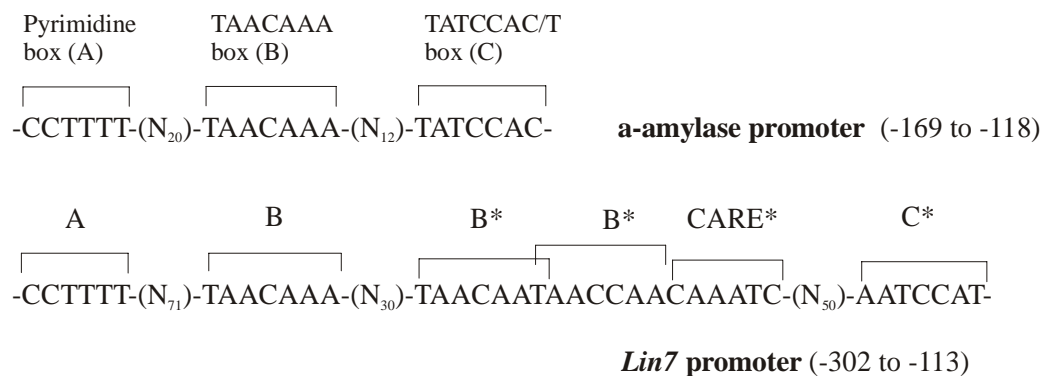 Pyrimidine box (A) TAACAAA box (B) TATCCAC/T box (C)
-CCTTTT-(N20)-TAACAAA-(N12)-TATCCAC-
a-amylase promoter (-169 to -118)
A B B* B* CARE* C*
-CCTTTT-(N71)-TAACAAA-(N30)-TAACAATAACCAACAAATC-(N50)-AATCCAT-
Lin7 promoter (-302 to -113)